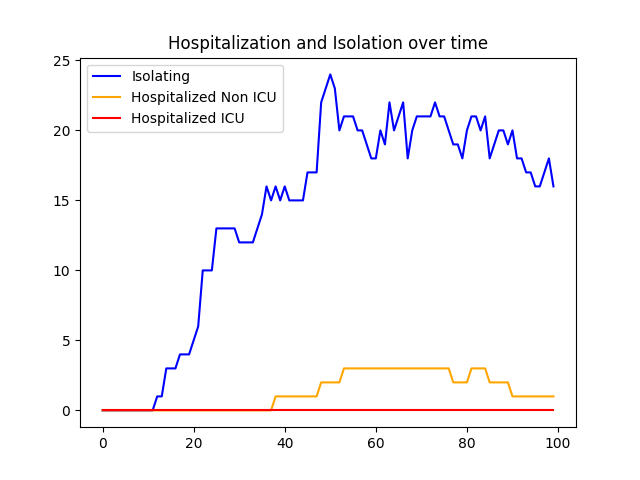 Hospitalization and Isolation over time
25
20
15
10
5
0
Isolating
Hospitalized Non ICU
Hospitalized ICU
0 20 40 60 80 100